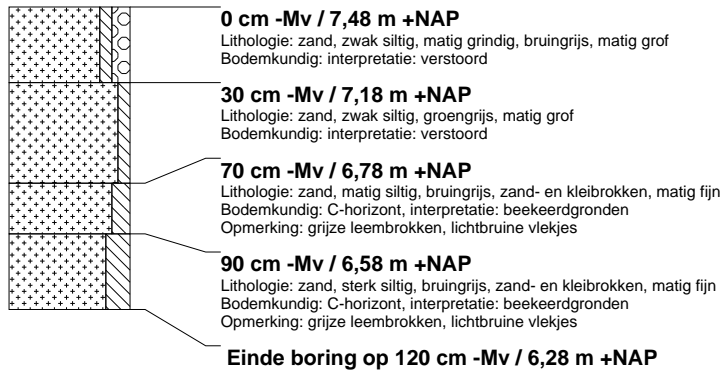 0 cm -Mv / 7,48 m +NAP
Lithologie: zand, zwak siltig, matig grindig, bruingrijs, matig grof
Bodemkundig: interpretatie: verstoord
30 cm -Mv / 7,18 m +NAP
Lithologie: zand, zwak siltig, groengrijs, matig grof
Bodemkundig: interpretatie: verstoord
70 cm -Mv / 6,78 m +NAP
Lithologie: zand, matig siltig, bruingrijs, zand- en kleibrokken, matig fijn
Bodemkundig: C-horizont, interpretatie: beekeerdgronden
Opmerking: grijze leembrokken, lichtbruine vlekjes
90 cm -Mv / 6,58 m +NAP
Lithologie: zand, sterk siltig, bruingrijs, zand- en kleibrokken, matig fijn
Bodemkundig: C-horizont, interpretatie: beekeerdgronden
Opmerking: grijze leembrokken, lichtbruine vlekjes
Einde boring op 120 cm -Mv / 6,28 m +NAP